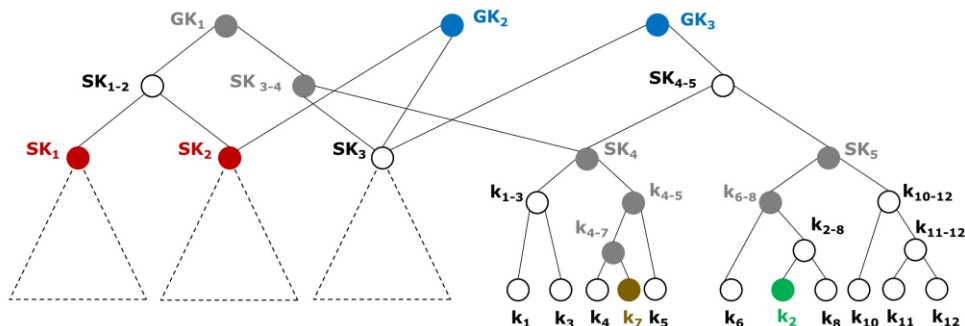 GK1 GK2 GK3
SK1-2 SK3-4 SK4-5
SK1 SK2 SK3 SK4 SK5
k1-3 k4-5 k6-8 k10-12
k4-7 k2-8 k11-12
k1 k3 k4 k7 k5 k6 k2 k8 k10 k11 k12